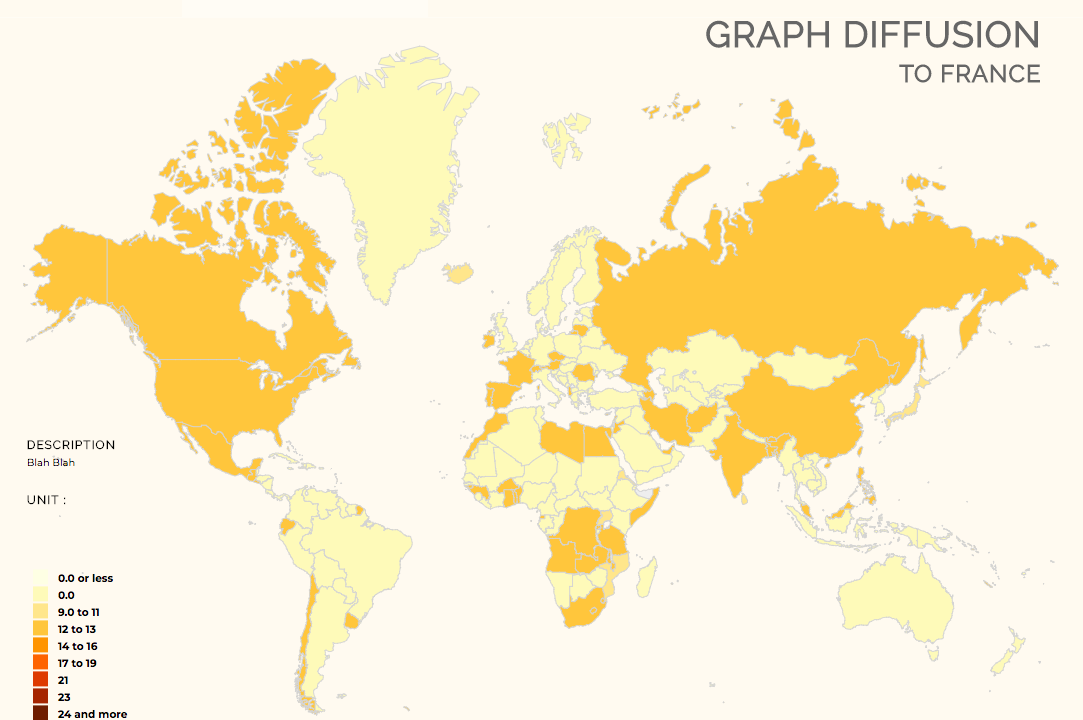 GRAPH DIFFUSION
TO FRANCE
DESCRIPTION
Blah Blah
UNIT :
0.0 or less
0.0
9.0 to 11
12 to 13
14 to 16
17 to 19
21
23
24 and more